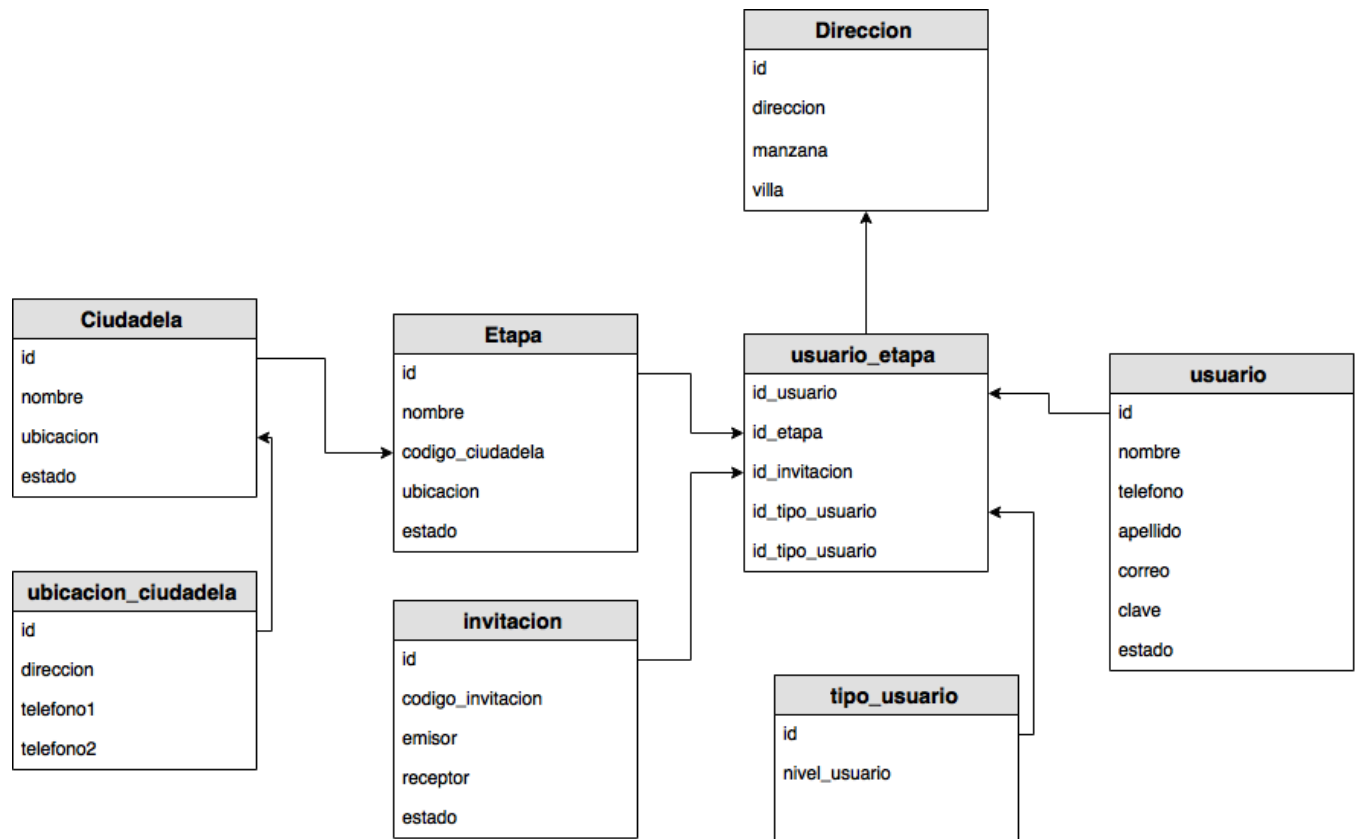 Direccion
id
direccion
manzana
villa
Ciudadela
id
nombre
ubicacion
estado
Etapa
id
nombre
codigo_ciudadela
ubicacion
estado
usuario_etapa
id_usuario
id_etapa
id_invitacion
id_tipo_usuario
id_tipo_usuario
usuario
id
nombre
telefono
apellido
correo
clave
estado
ubicacion_ciudadela
id
direccion
telefono1
telefono2
invitacion
id
codigo_invitacion
emisor
receptor
estado
tipo_usuario
id
nivel_usuario